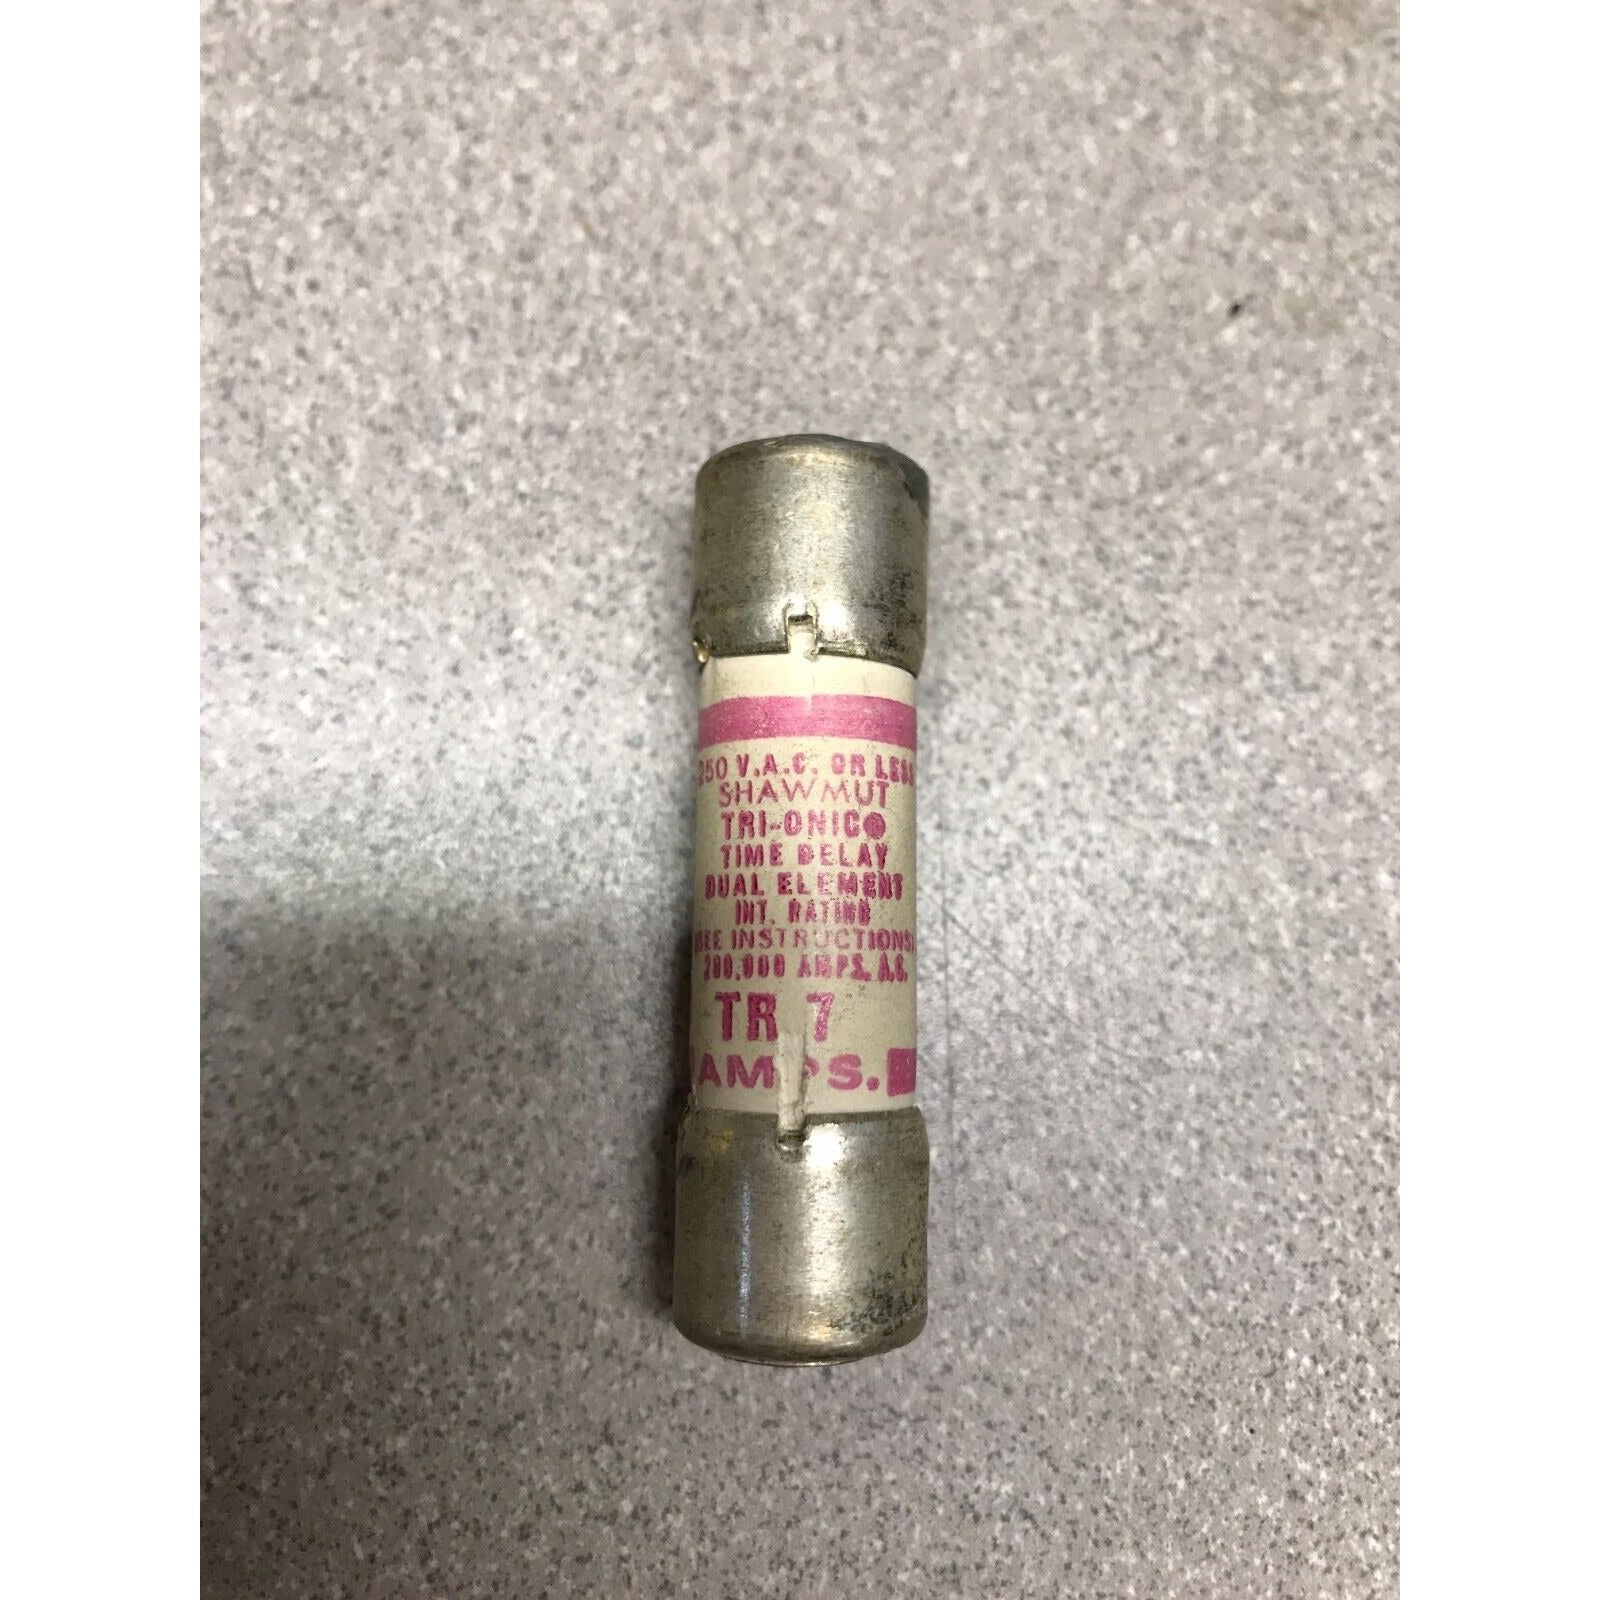 250 V.A.C. OR LESS
SHAWMUT
TRI-ONIC®
TIME DELAY
DUAL ELEMENT
INT. RATING
SEE INSTRUCTIONS
200,000 AMPS. A.C.
TR 7
AMPS.